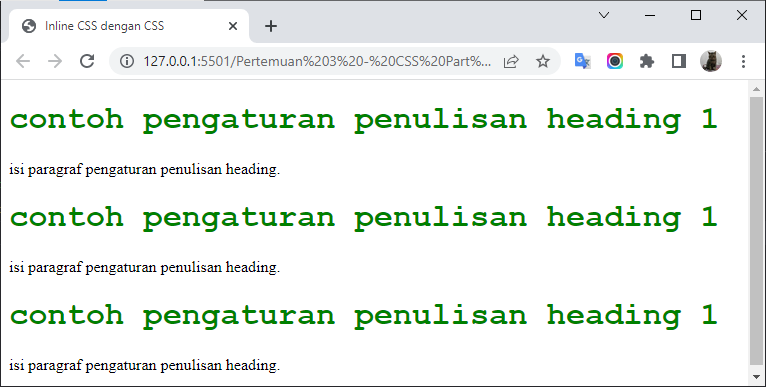 Inline CSS dengan CSS
127.0.0.1:5501/Pertemuan%203%20-%20CSS%20Part%...
contoh pengaturan penulisan heading 1
isi paragraf pengaturan penulisan heading.
contoh pengaturan penulisan heading 1
isi paragraf pengaturan penulisan heading.
contoh pengaturan penulisan heading 1
isi paragraf pengaturan penulisan heading.